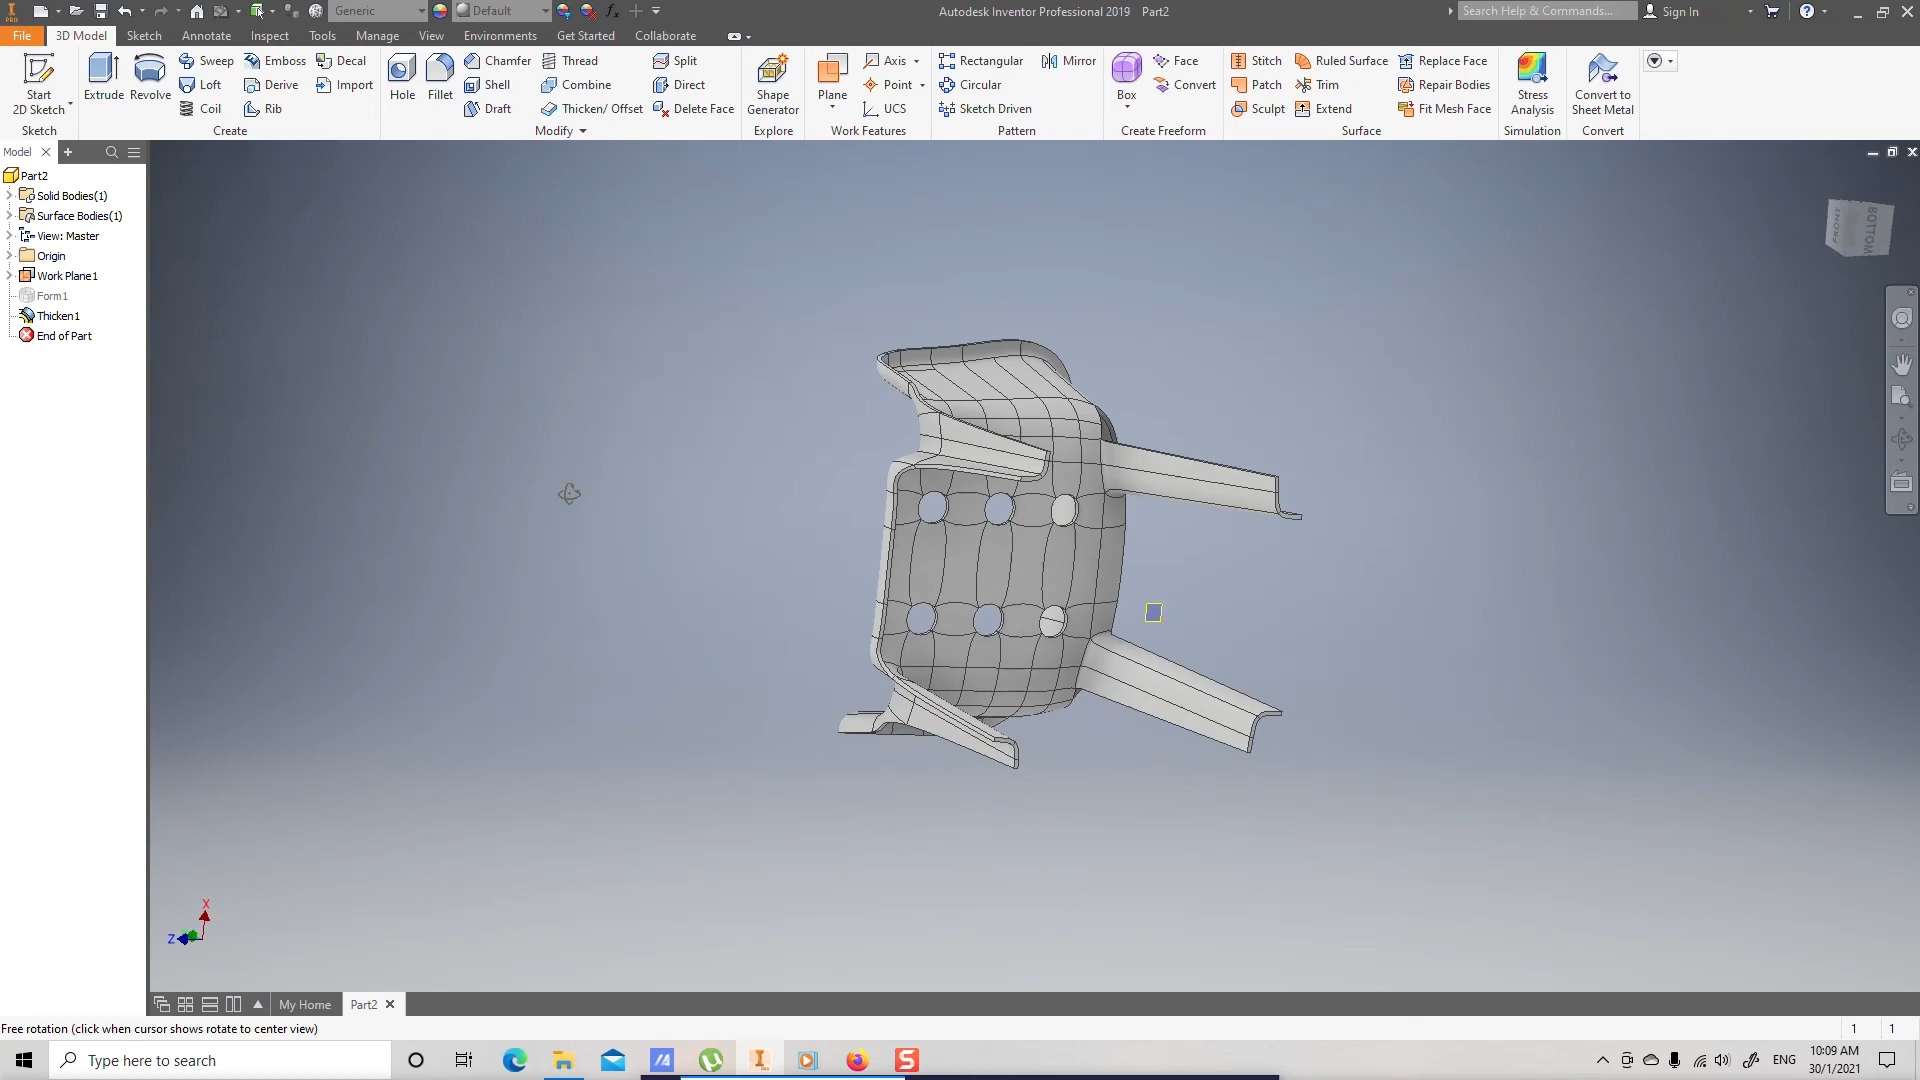 Generic
Default
Autodesk Inventor Professional 2019 Part2
Search Help & Commands...
Sign In
File 3D Model Sketch Annotate Inspect Tools Manage View Environments Get Started Collaborate
Start
2D Sketch
Extrude
Revolve
Sweep
Loft
Coil
Emboss
Derive
Rib
Decal
Import
Hole
Fillet
Chamfer
Shell
Draft
Thread
Combine
Thicken/ Offset
Split
Direct
Delete Face
Shape
Generator
Plane
Axis
Point
UCS
Rectangular
Circular
Sketch Driven
Mirror
Box
Face
Convert
Stitch
Patch
Sculpt
Ruled Surface
Trim
Extend
Replace Face
Repair Bodies
Fit Mesh Face
Stress
Analysis
Convert to
Sheet Metal
Sketch Create Modify Explore Work Features Pattern Create Freeform Surface Simulation Convert
Model
Part2
Solid Bodies(1)
Surface Bodies(1)
View: Master
Origin
Work Plane1
Form1
Thicken1
End of Part
FRONT
BOTTOM
X
Z
My Home
Part2
Free rotation (click when cursor shows rotate to center view)
1 1
Type here to search
ENG
10:09 AM
30/1/2021